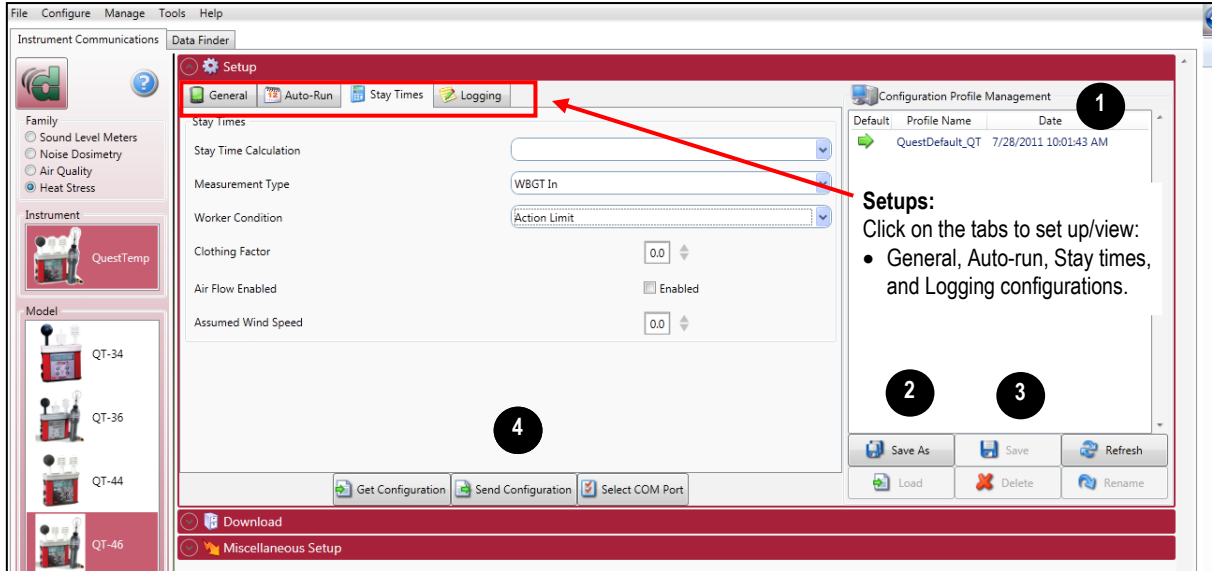 File Configure Manage Tools Help
Instrument Communications Data Finder
Setup
General Auto-Run Stay Times Logging
Family
Sound Level Meters
Noise Dosimetry
Air Quality
Heat Stress
Instrument
QuestTemp
Model
QT-34
QT-36
QT-44
QT-46
Stay Times
Stay Time Calculation
Measurement Type WBGT In
Worker Condition Action Limit
Clothing Factor 0.0
Air Flow Enabled Enabled
Assumed Wind Speed 0.0
4
Get Configuration Send Configuration Select COM Port
Configuration Profile Management
1
Default Profile Name Date
QuestDefault_QT 7/28/2011 10:01:43 AM
Setups:
Click on the tabs to set up/view:
• General, Auto-run, Stay times,
and Logging configurations.
2 3
Save As Save Refresh
Load Delete Rename
Download
Miscellaneous Setup